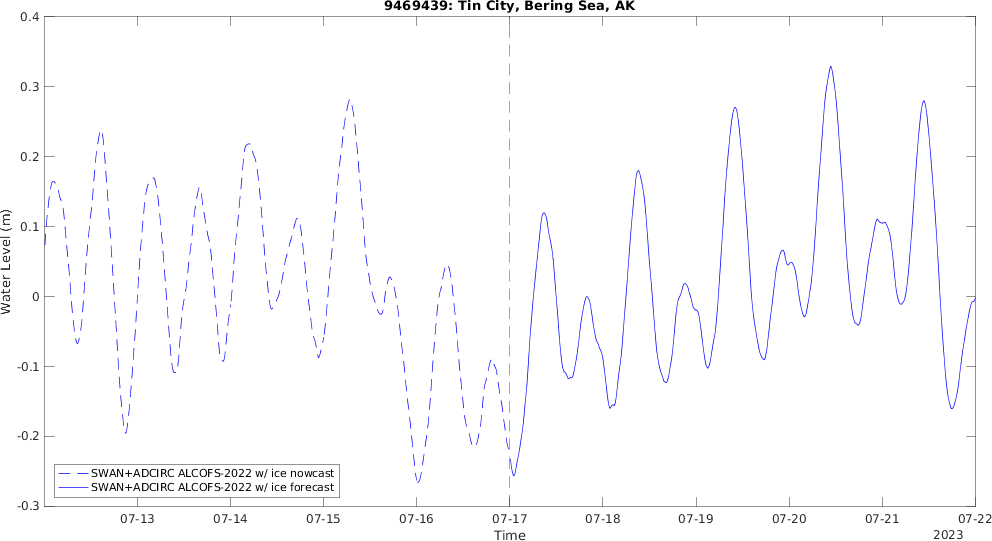 9469439: Tin City, Bering Sea, AK
0.4
0.3
0.2
0.1
0
-0.1
-0.2
-0.3
Water Level (m)
SWAN+ADCIRC ALCOFS-2022 w/ ice nowcast
SWAN+ADCIRC ALCOFS-2022 w/ ice forecast
07-13 07-14 07-15 07-16 07-17 07-18 07-19 07-20 07-21 07-22
Time
2023